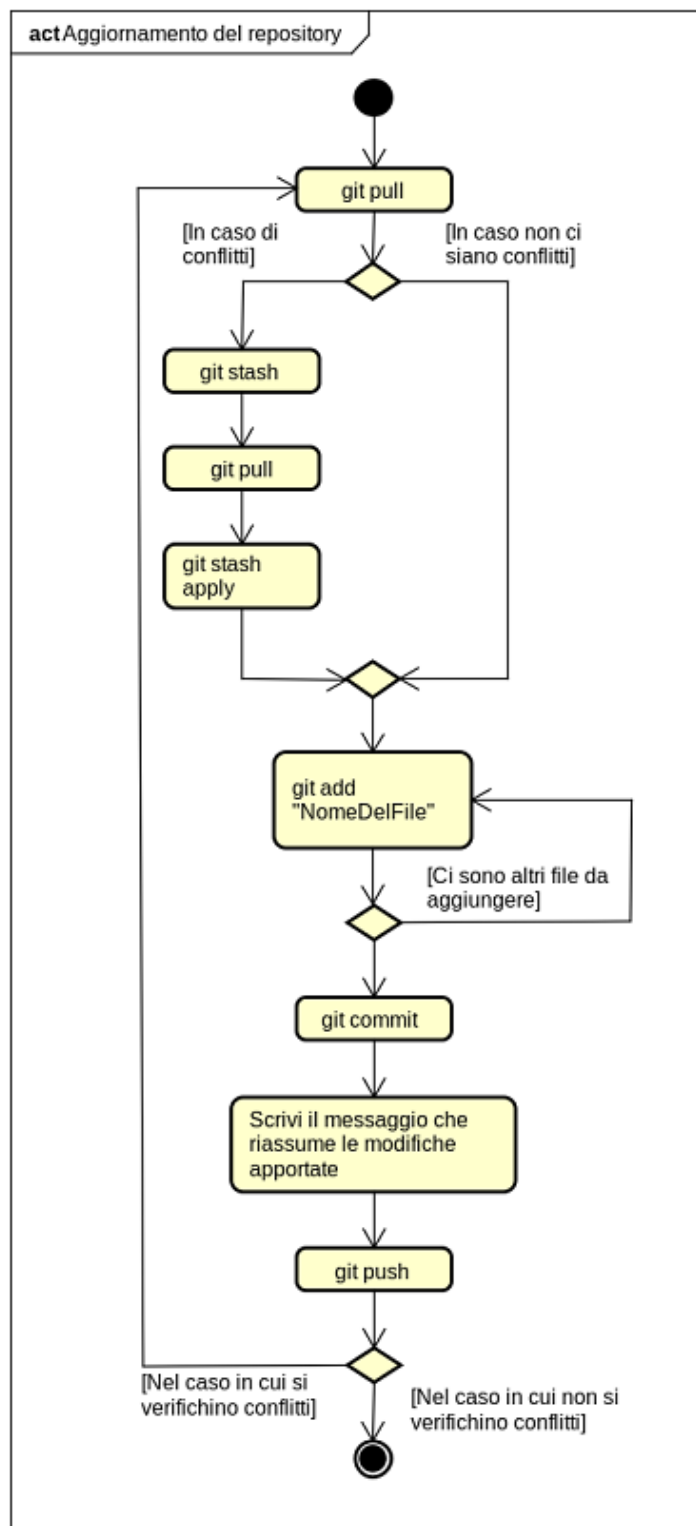 act Aggiornamento del repository
git pull
[In caso di
conflitti]
[In caso non ci
siano conflitti]
git stash
git pull
git stash
apply
git add
"NomeDelFile"
[Ci sono altri file da
aggiungere]
git commit
Scrivi il messaggio che
riassume le modifiche
apportate
git push
[Nel caso in cui si
verifichino conflitti]
[Nel caso in cui non si
verifichino conflitti]